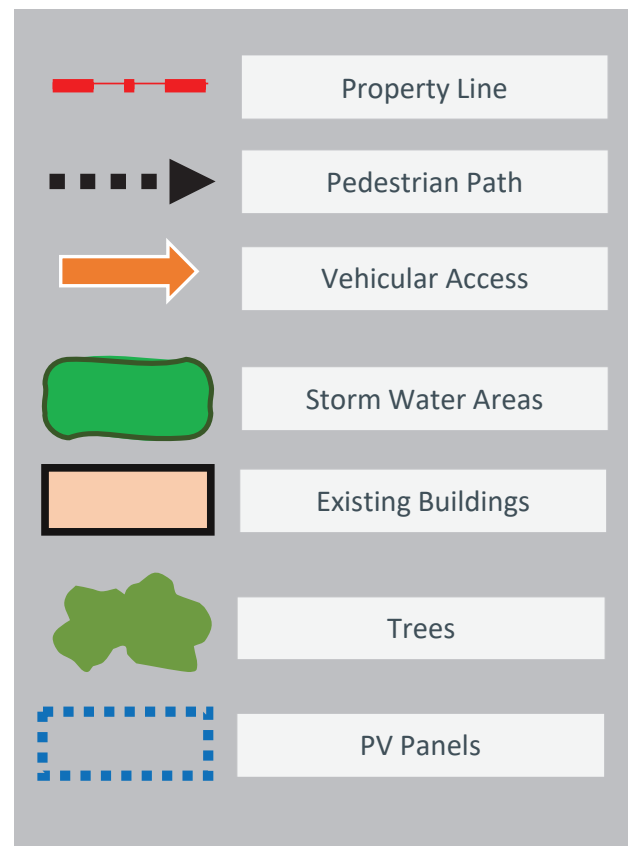 Property Line
Pedestrian Path
Vehicular Access
Storm Water Areas
Existing Buildings
Trees
PV Panels